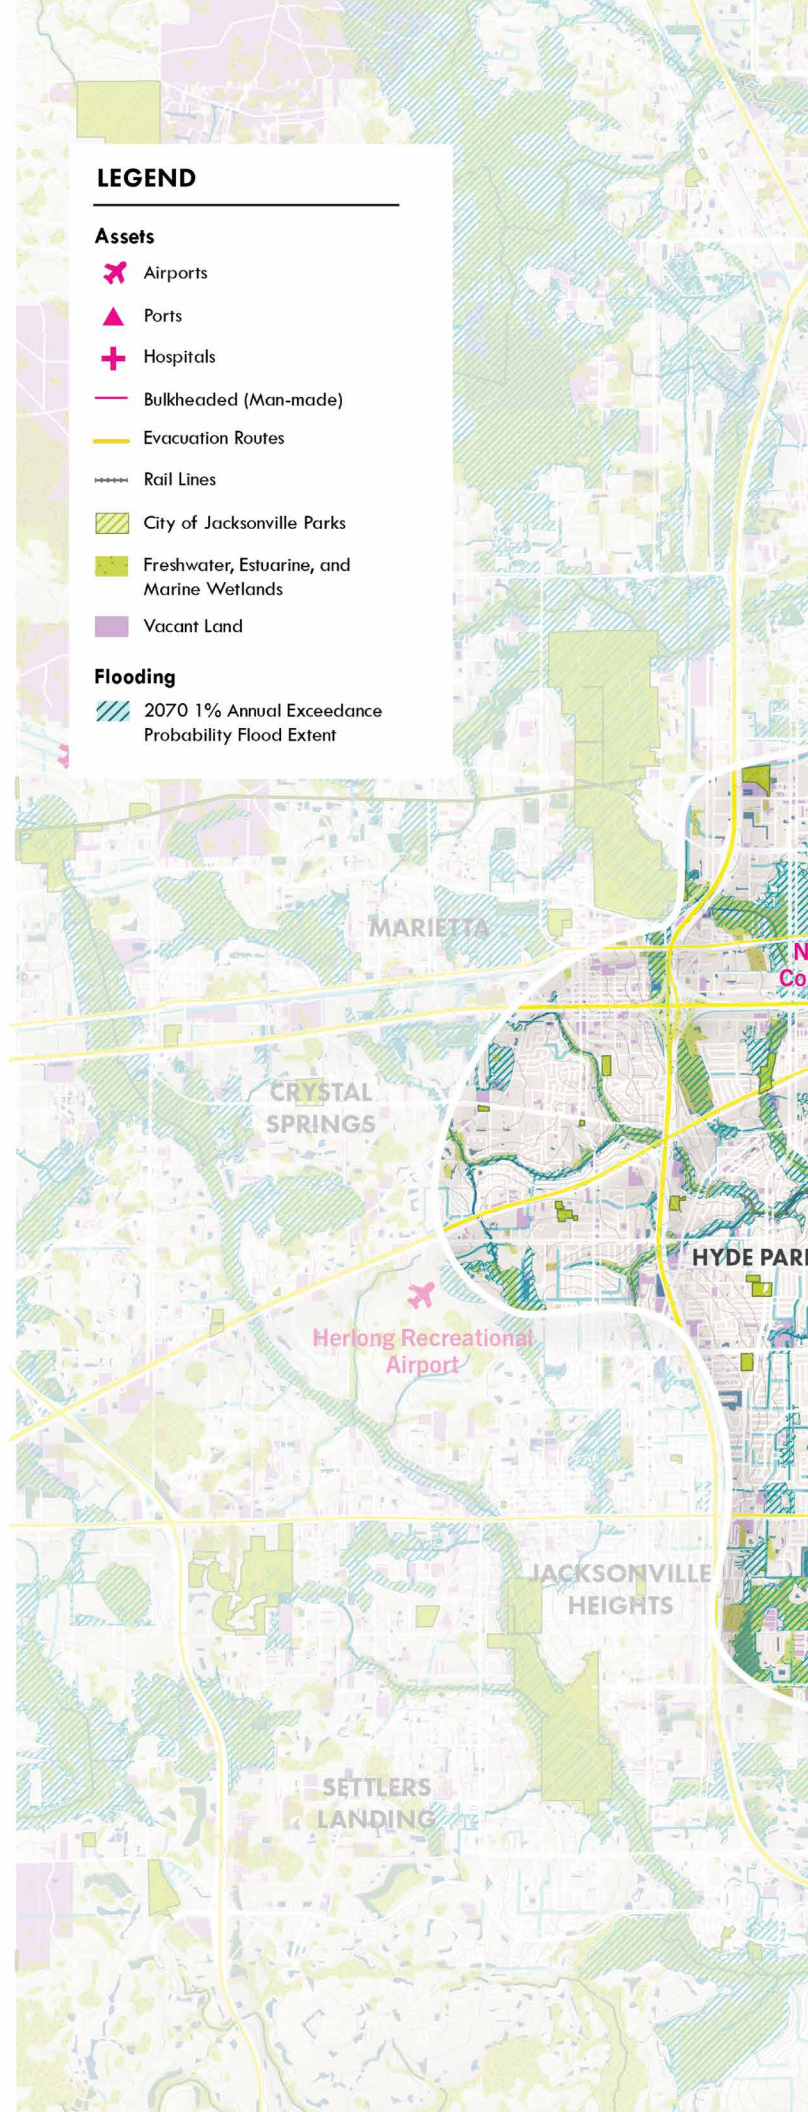 LEGEND
Assets
Airports
Ports
Hospitals
Bulkheaded (Man-made)
Evacuation Routes
Rail Lines
City of Jacksonville Parks
Freshwater, Estuarine, and
Marine Wetlands
Vacant Land
Flooding
2070 1% Annual Exceedance
Probability Flood Extent
MARIETTA
N
Co
CRYSTAL
SPRINGS
HYDE PAR
Herlong Recreational
Airport
JACKSONVILLE
HEIGHTS
SETTLERS
LANDING